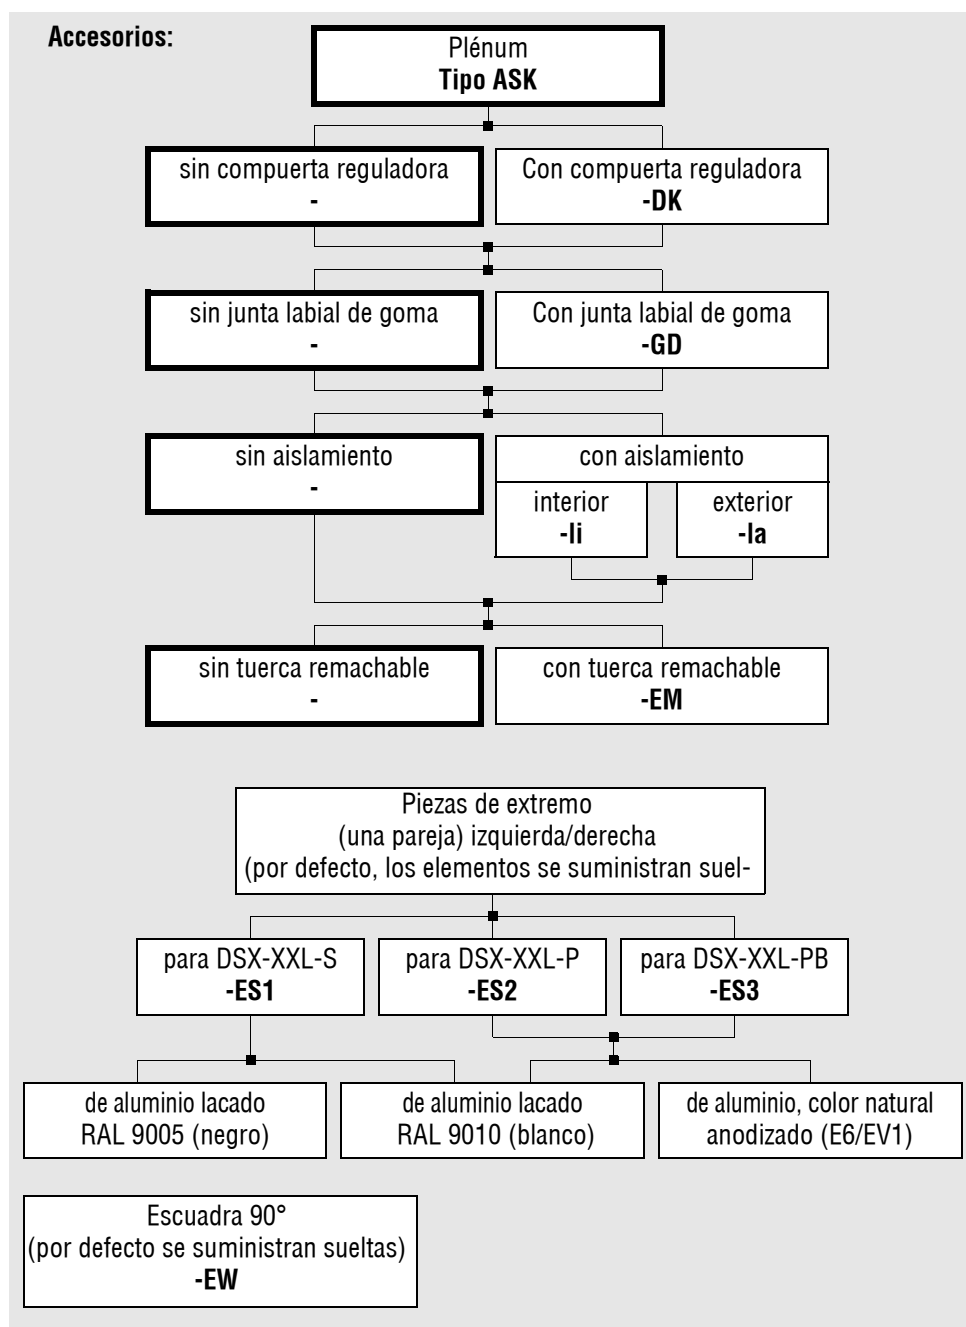 Accesorios:
Plénum
Tipo ASK
sin compuerta reguladora
-
Con compuerta reguladora
-DK
sin junta labial de goma
-
Con junta labial de goma
-GD
sin aislamiento
-
con aislamiento
interior
-Ii
exterior
-Ia
sin tuerca remachable
-
con tuerca remachable
-EM
Piezas de extremo
(una pareja) izquierda/derecha
(por defecto, los elementos se suministran suel-
para DSX-XXL-S
-ES1
para DSX-XXL-P
-ES2
para DSX-XXL-PB
-ES3
de aluminio lacado
RAL 9005 (negro)
de aluminio lacado
RAL 9010 (blanco)
de aluminio, color natural
anodizado (E6/EV1)
Escuadra 90°
(por defecto se suministran sueltas)
-EW